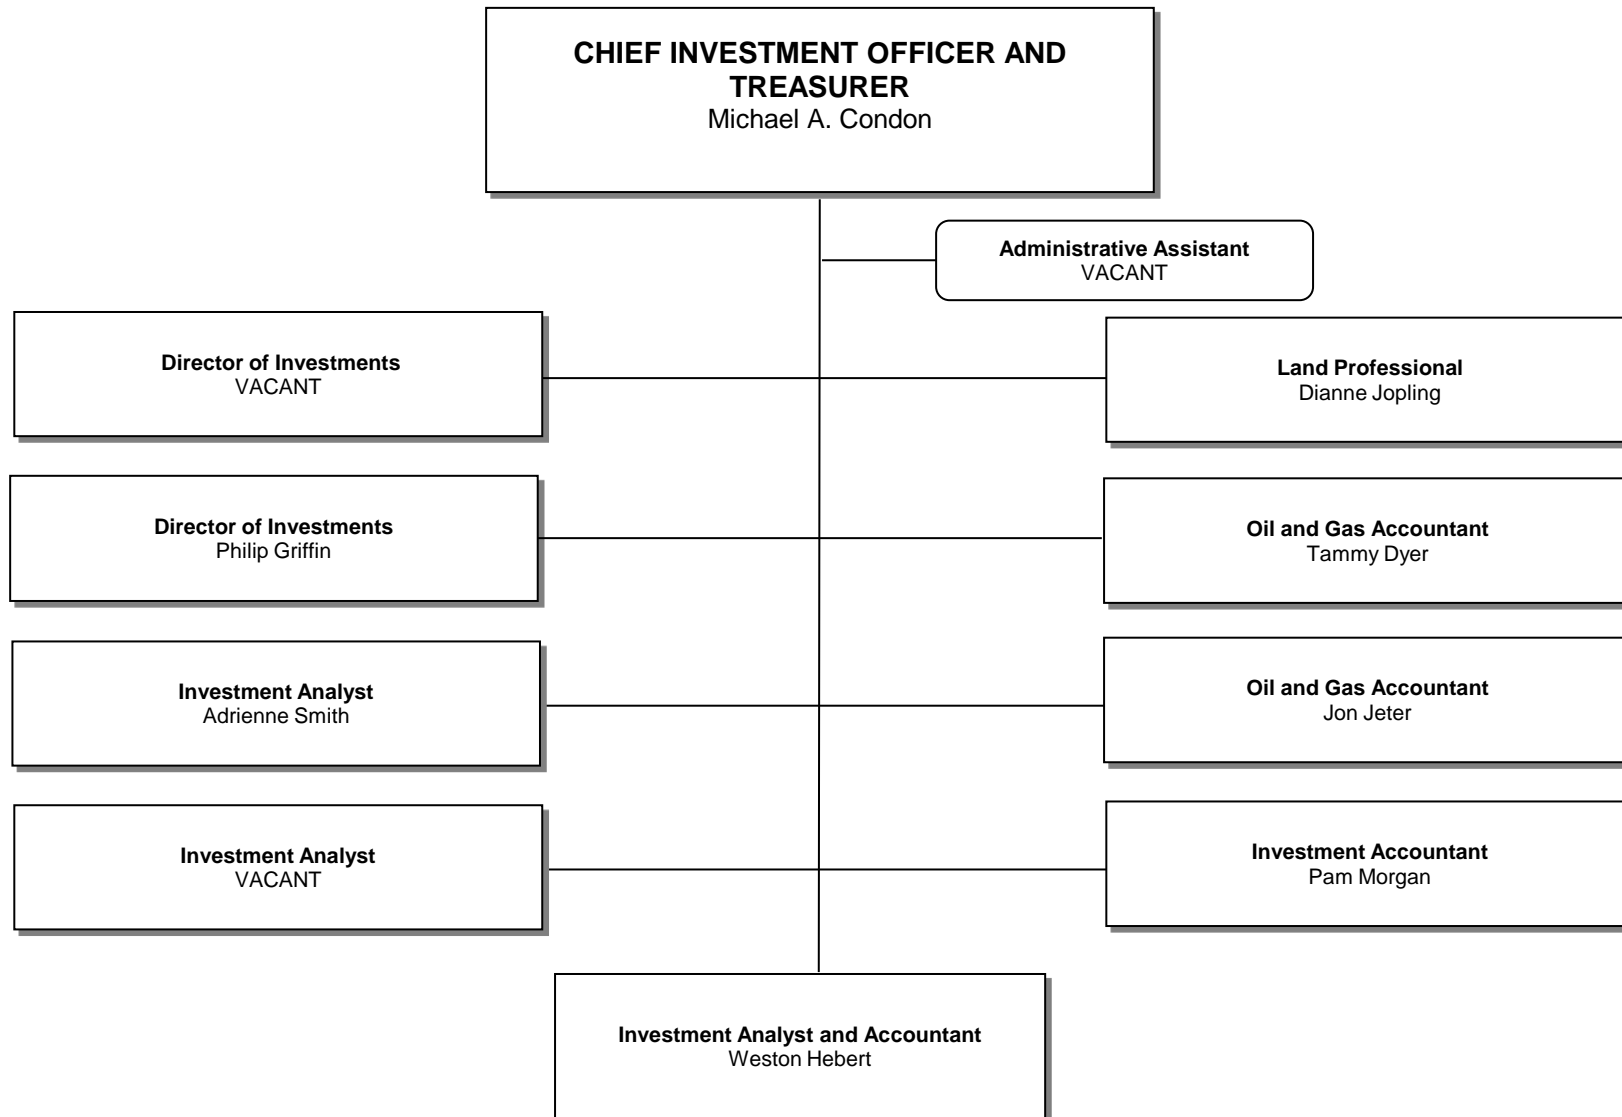 CHIEF INVESTMENT OFFICER AND
TREASURER
Michael A. Condon
Administrative Assistant
VACANT
Director of Investments
VACANT
Land Professional
Dianne Jopling
Director of Investments
Philip Griffin
Oil and Gas Accountant
Tammy Dyer
Investment Analyst
Adrienne Smith
Oil and Gas Accountant
Jon Jeter
Investment Analyst
VACANT
Investment Accountant
Pam Morgan
Investment Analyst and Accountant
Weston Hebert